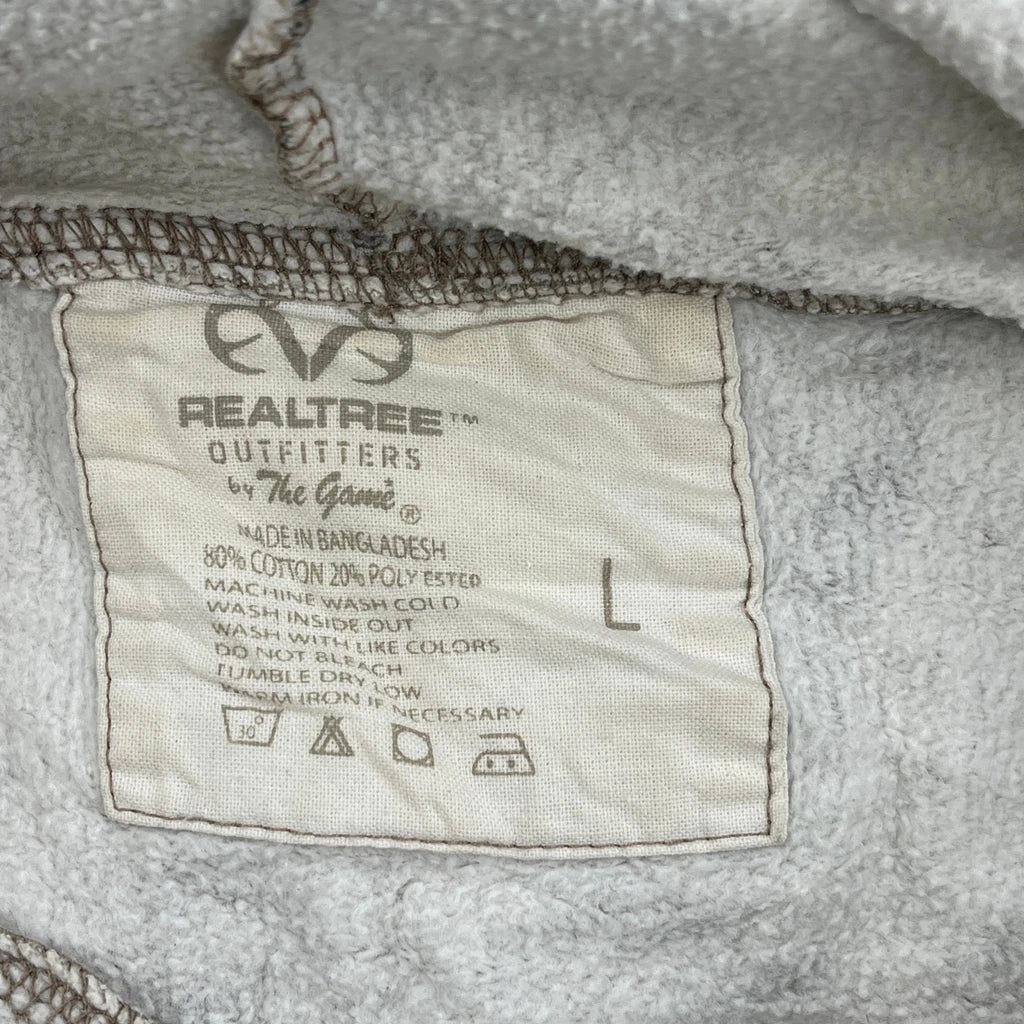 REALTREE™
OUTFITTERS
by The Game®
MADE IN BANGLADESH
80% COTTON 20% POLYESTER
MACHINE WASH COLD
WASH INSIDE OUT
WASH WITH LIKE COLORS
DO NOT BLEACH
TUMBLE DRY LOW
WARM IRON IF NECESSARY
30°
L